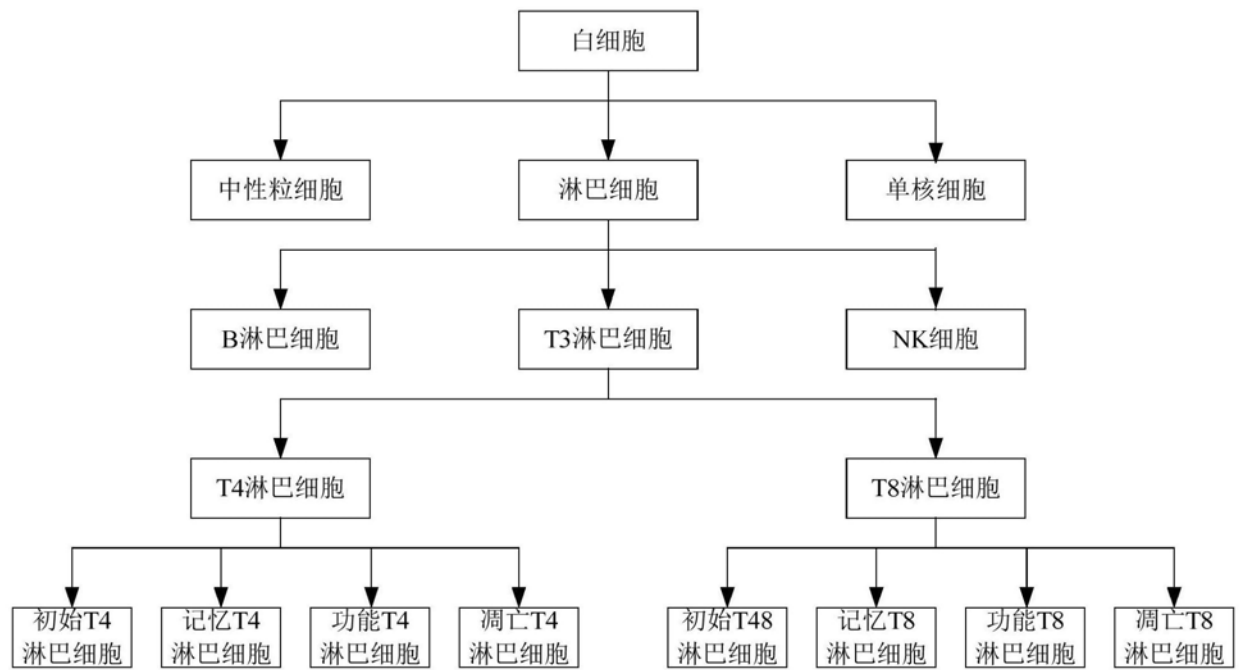 白细胞
中性粒细胞
淋巴细胞
单核细胞
B淋巴细胞
T3淋巴细胞
NK细胞
T4淋巴细胞
T8淋巴细胞
初始T4
淋巴细胞
记忆T4
淋巴细胞
功能T4
淋巴细胞
凋亡T4
淋巴细胞
初始T48
淋巴细胞
记忆T8
淋巴细胞
功能T8
淋巴细胞
凋亡T8
淋巴细胞